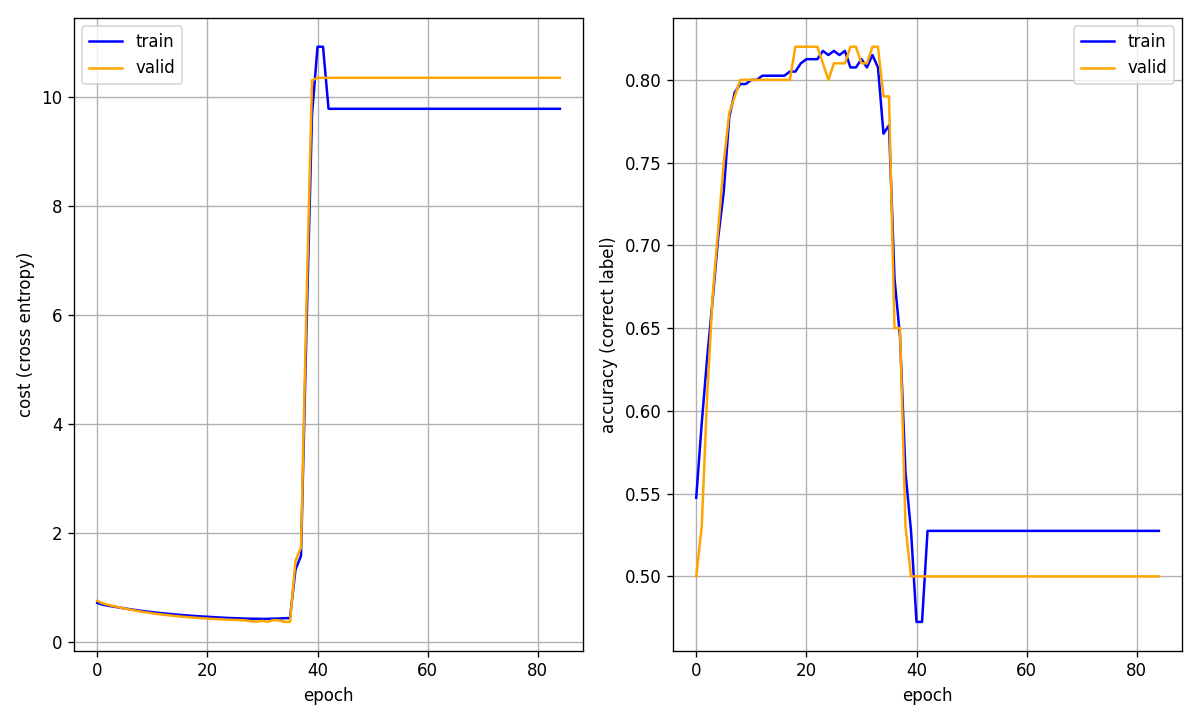 train
valid
10
8
6
4
2
0
0 20 40 60 80
epoch
cost (cross entropy)
train
valid
0.80
0.75
0.70
0.65
0.60
0.55
0.50
0 20 40 60 80
epoch
accuracy (correct label)